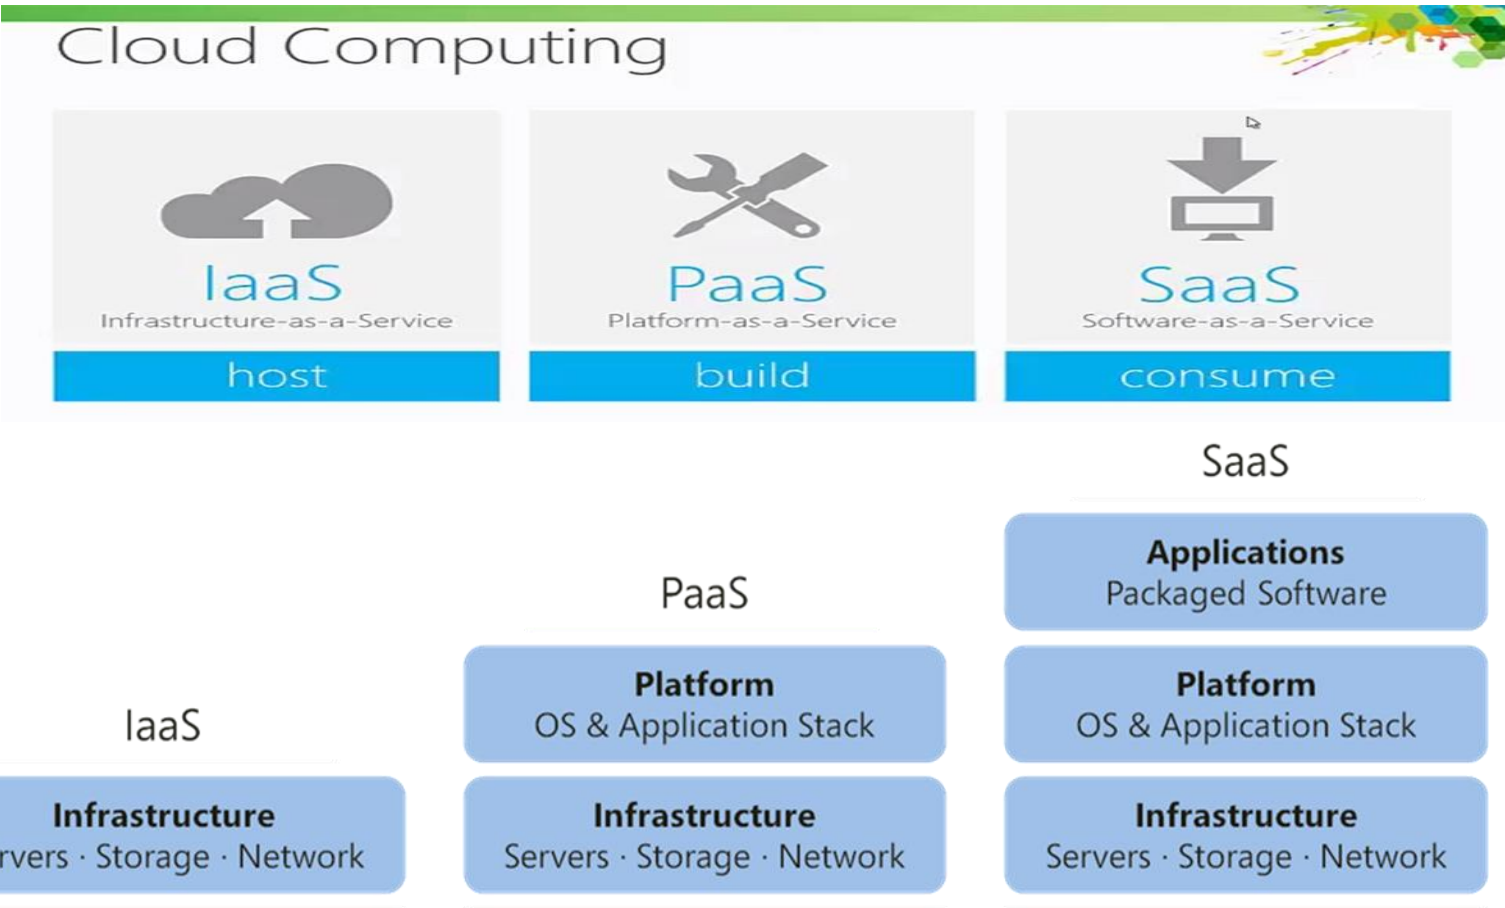 Cloud Computing
IaaS
Infrastructure-as-a-Service
host
PaaS
Platform-as-a-Service
build
SaaS
Software-as-a-Service
consume
IaaS
Infrastructure
rvers · Storage · Network
PaaS
Platform
OS & Application Stack
Infrastructure
Servers · Storage · Network
SaaS
Applications
Packaged Software
Platform
OS & Application Stack
Infrastructure
Servers · Storage · Network